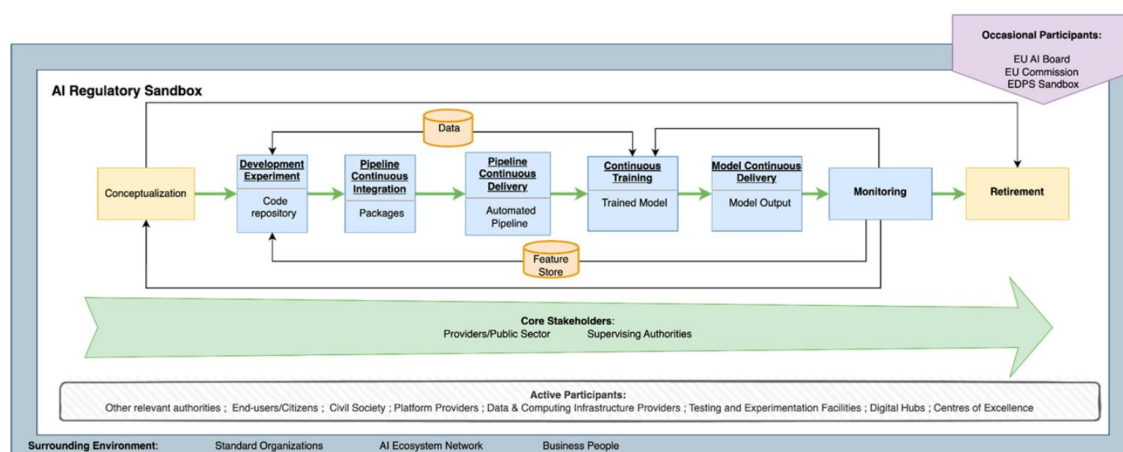 Occasional Participants:
EU AI Board
EU Commission
EDPS Sandbox
AI Regulatory Sandbox
Data
Conceptualization
Development
Experiment
Code
repository
Pipeline
Continuous
Integration
Packages
Pipeline
Continuous
Delivery
Automated
Pipeline
Continuous
Training
Trained Model
Model Continuous
Delivery
Model Output
Monitoring
Retirement
Feature
Store
Core Stakeholders:
Providers/Public Sector Supervising Authorities
Active Participants:
Other relevant authorities ; End-users/Citizens ; Civil Society ; Platform Providers ; Data & Computing Infrastructure Providers ; Testing and Experimentation Facilities ; Digital Hubs ; Centres of Excellence
Surrounding Environment: Standard Organizations AI Ecosystem Network Business People